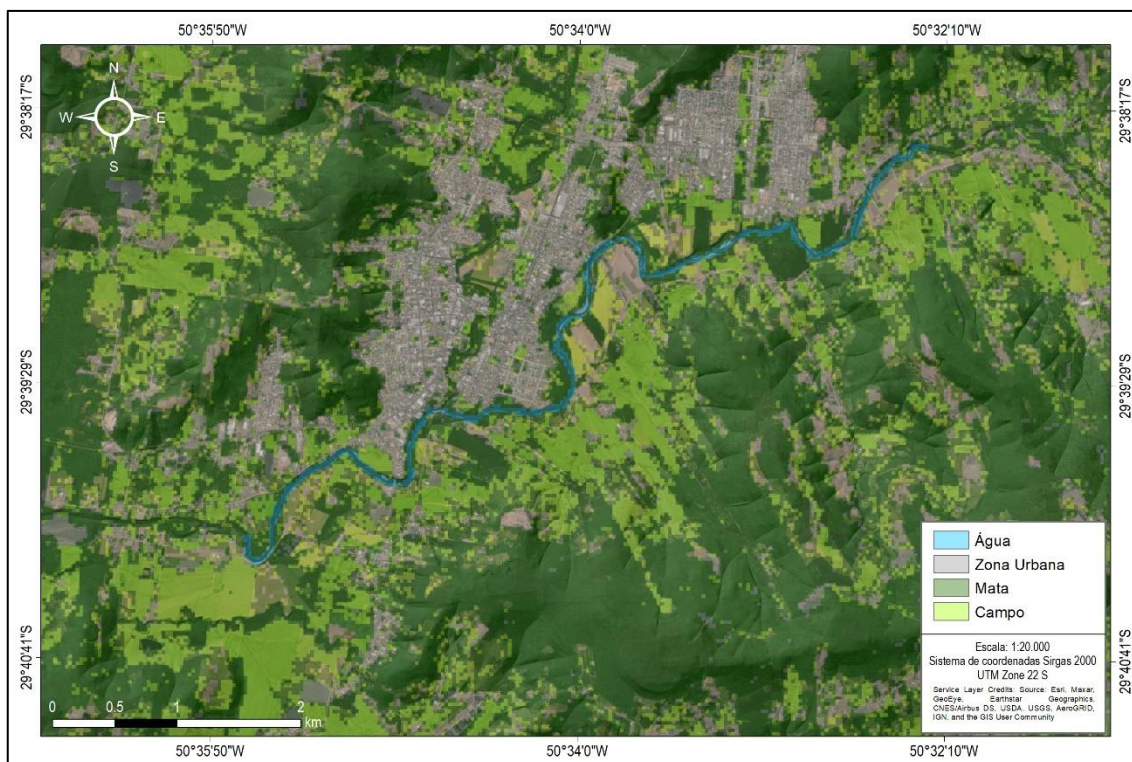 50°35'50"W 50°34'0"W 50°32'10"W
29°38'17"S 29°38'17"S
N
W E
S
29°39'29"S 29°39'29"S
Água
Zona Urbana
Mata
Campo
Escala: 1:20.000
Sistema de coordenadas Sirgas 2000
UTM Zone 22 S
Service Layer Credits: Source: Esri, Maxar,
GeoEye, Earthstar Geographics,
CNES/Airbus DS, USDA, USGS, AeroGRID,
IGN, and the GIS User Community
29°40'41"S 29°40'41"S
0 0,5 1 2
km
50°35'50"W 50°34'0"W 50°32'10"W